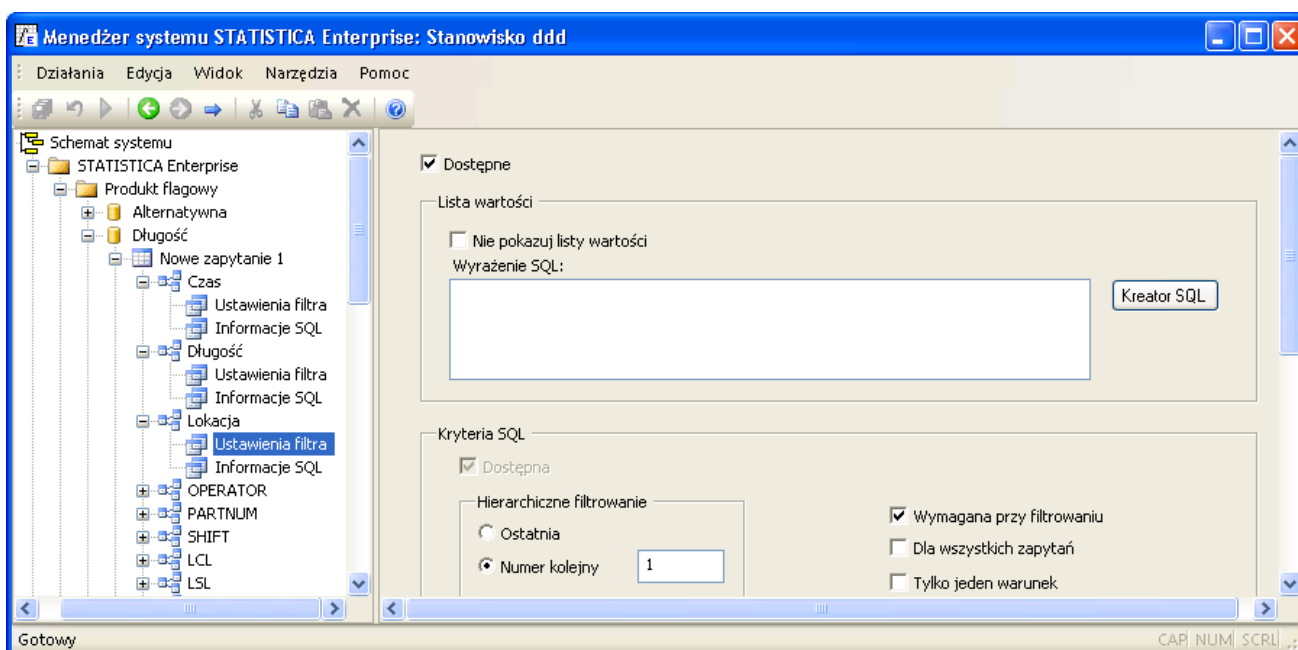 Menedżer systemu STATISTICA Enterprise: Stanowisko ddd
Działania Edycja Widok Narzędzia Pomoc
Schemat systemu
STATISTICA Enterprise
Produkt flagowy
Alternatywna
Długość
Nowe zapytanie 1
Czas
Ustawienia filtra
Informacje SQL
Długość
Ustawienia filtra
Informacje SQL
Lokacja
Ustawienia filtra
Informacje SQL
OPERATOR
PARTNUM
SHIFT
LCL
LSL
Dostępne
Lista wartości
Nie pokazuj listy wartości
Wyrażenie SQL:
Kreator SQL
Kryteria SQL
Dostępna
Hierarchiczne filtrowanie
Ostatnia
Numer kolejny 1
Wymagana przy filtrowaniu
Dla wszystkich zapytań
Tylko jeden warunek
Gotowy
CAP NUM SCRL